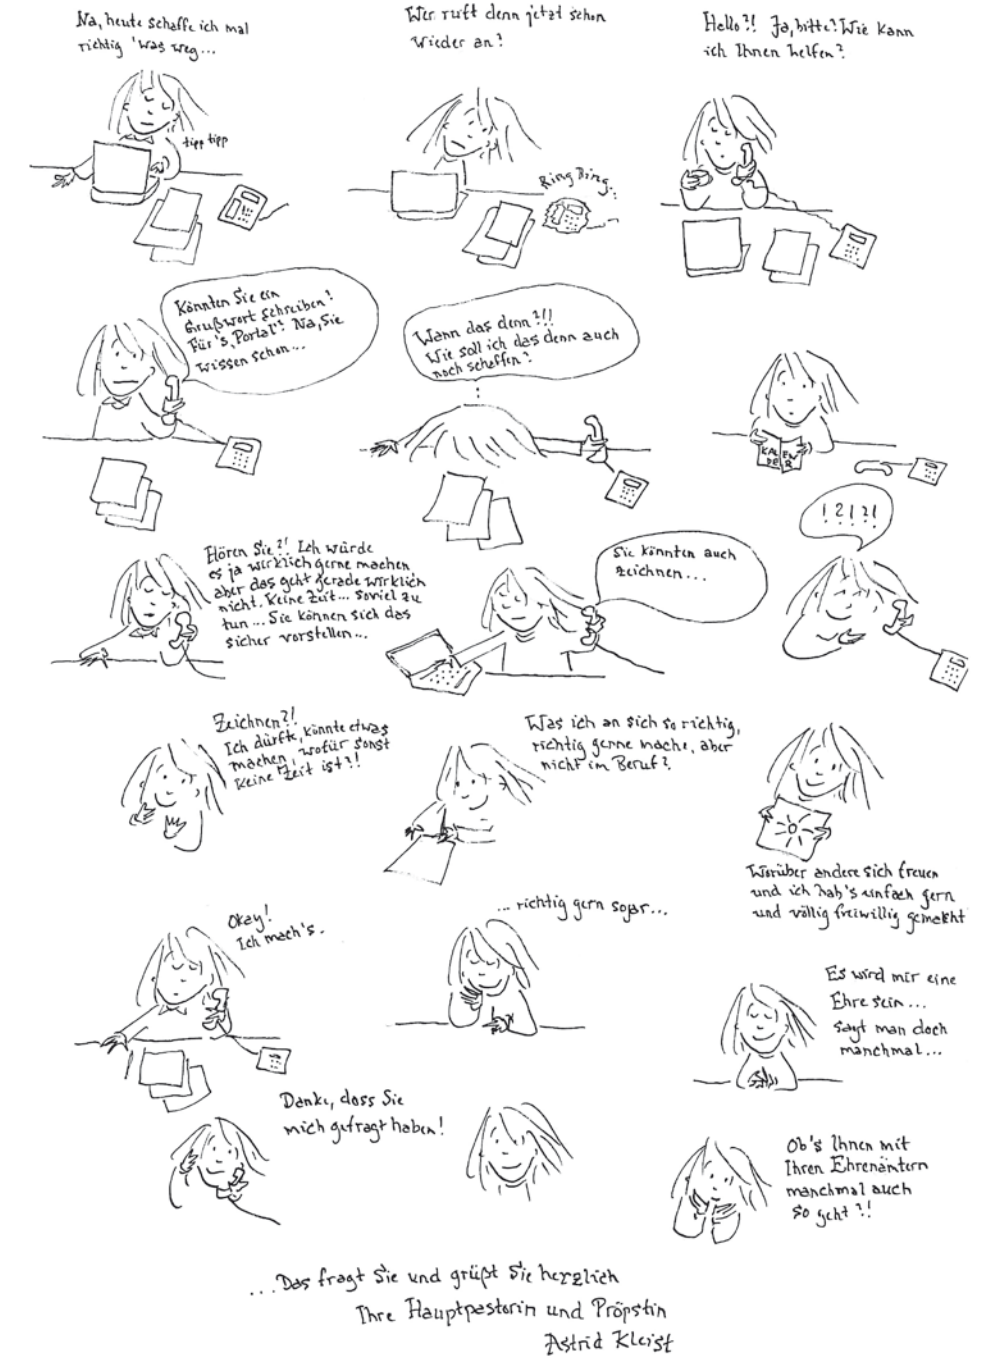 Na, heute schaffe ich mal
richtig 'was weg...
tipp tipp
Wer ruft denn jetzt schon
wieder an?
Ring Ring..
Hello?! Ja, bitte? Wie kann
ich Ihnen helfen?
Könnten Sie ein
Grußwort schreiben?
Für's „Portal“? Na, Sie
wissen schon...
Wann das denn?!!
Wie soll ich das denn auch
noch schaffen?
KAL EN
DE R
Hören Sie?! Ich würde
es ja wirklich gerne machen
aber das geht gerade wirklich
nicht. Keine Zeit... soviel zu
tun... Sie können sich das
sicher vorstellen...
Sie könnten auch
zeichnen...
!?!?!
Zeichnen?!
Ich dürfte, könnte etwas
machen, wofür sonst
keine Zeit ist?!
Was ich an sich so richtig,
richtig gerne mache, aber
nicht im Beruf?
Worüber andere sich freuen
und ich hab's einfach gern
und völlig freiwillig gemacht
Okay!
Ich mach's.
... richtig gern sogar...
Es wird mir eine
Ehre sein...
sagt man doch
manchmal...
Danke, dass Sie
mich gefragt haben!
Ob's Ihnen mit
Ihren Ehrenämtern
manchmal auch
so geht?!
...Das fragt Sie und grüßt Sie herzlich
Ihre Hauptpastorin und Pröpstin
Astrid Kleist